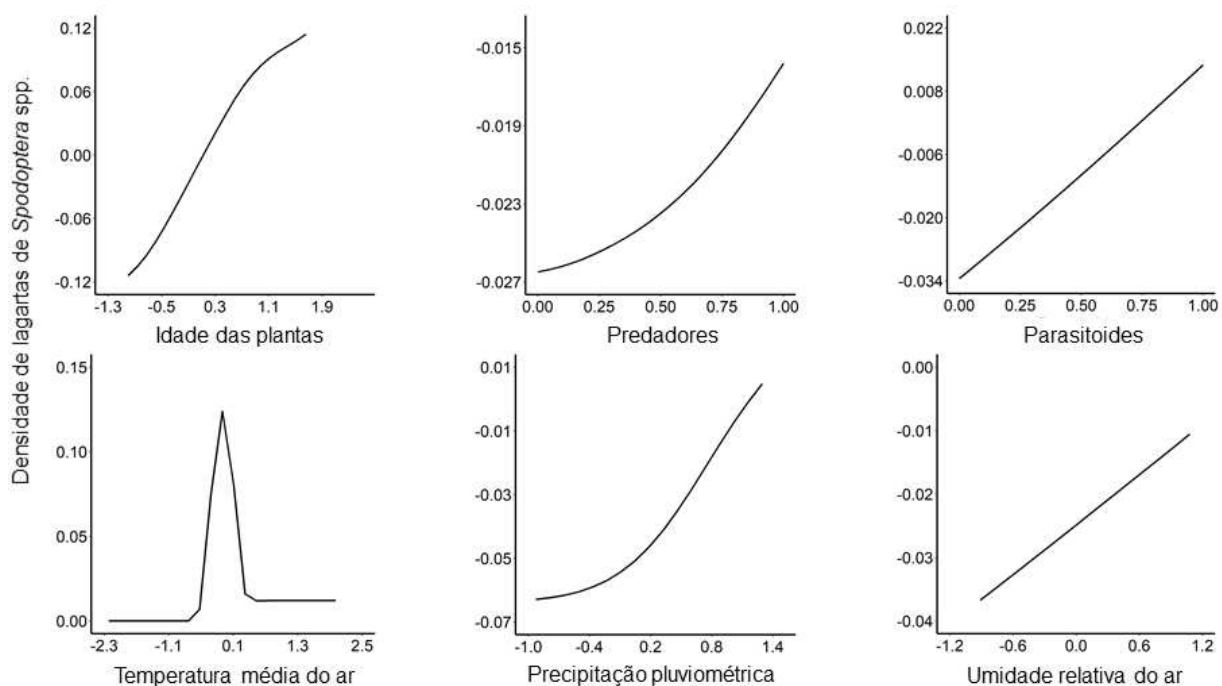 Densidade de lagartas de Spodoptera spp.
0.12
0.06
0.00
-0.06
-0.12
-1.3 -0.5 0.3 1.1 1.9
Idade das plantas
-0.015
-0.019
-0.023
-0.027
0.00 0.25 0.50 0.75 1.00
Predadores
0.022
0.008
-0.006
-0.020
-0.034
0.00 0.25 0.50 0.75 1.00
Parasitoides
0.15
0.10
0.05
0.00
-2.3 -1.1 0.1 1.3 2.5
Temperatura média do ar
0.01
-0.01
-0.03
-0.05
-0.07
-1.0 -0.4 0.2 0.8 1.4
Precipitação pluviométrica
0.00
-0.01
-0.02
-0.03
-0.04
-1.2 -0.6 0.0 0.6 1.2
Umidade relativa do ar